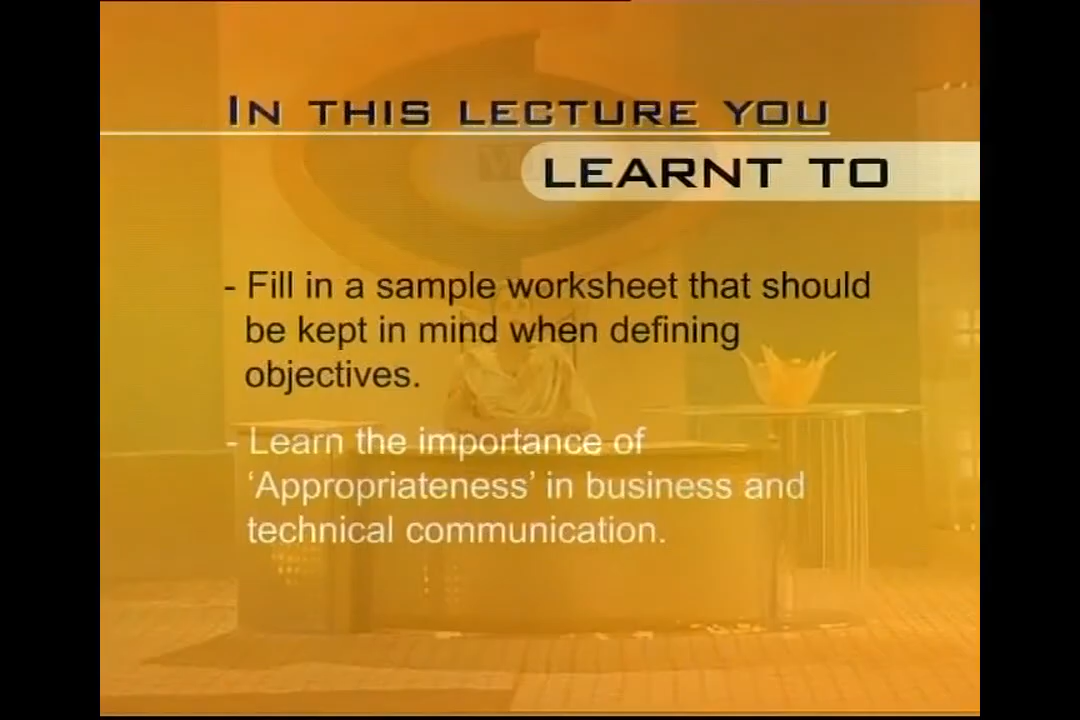 IN THIS LECTURE YOU
LEARNT TO
- Fill in a sample worksheet that should
be kept in mind when defining
objectives.
- Learn the importance of
‘Appropriateness’ in business and
technical communication.